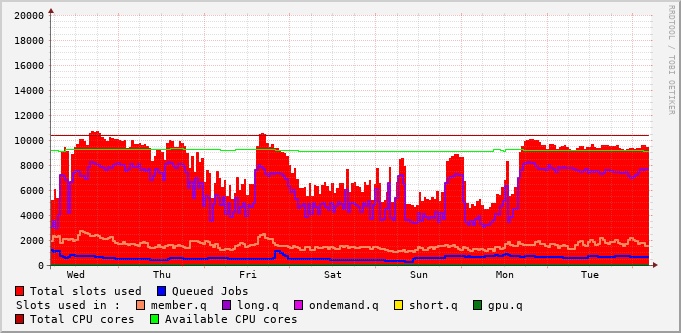 20000
18000
16000
14000
12000
10000
8000
6000
4000
2000
0
Wed Thu Fri Sat Sun Mon Tue
Total slots used Queued Jobs
Slots used in : member.q long.q ondemand.q short.q gpu.q
Total CPU cores Available CPU cores
RRDTOOL / TOBI OETIKER